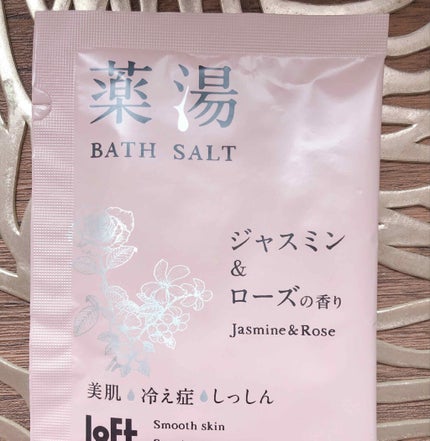 薬湯
BATH SALT
ジャスミン
&
ローズの香り
Jasmine&Rose
美肌 冷え症 しっしん
LOFT
Smooth skin